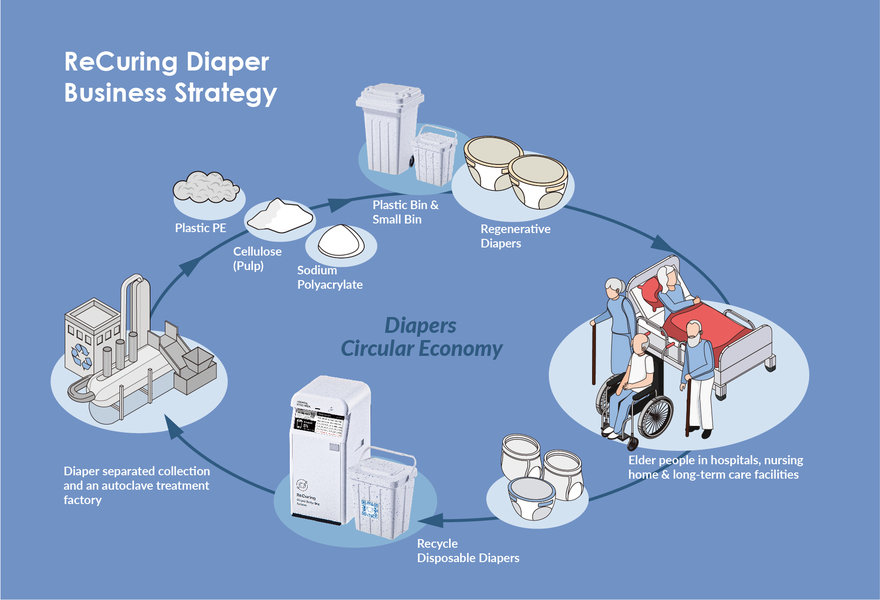 ReCuring Diaper
Business Strategy
Plastic PE
Cellulose
(Pulp)
Sodium
Polyacrylate
Plastic Bin &
Small Bin
Regenerative
Diapers
Diapers
Circular Economy
Elder people in hospitals, nursing
home & long-term care facilities
Recycle
Disposable Diapers
ReCuring
Diaper separated collection
and an autoclave treatment
factory